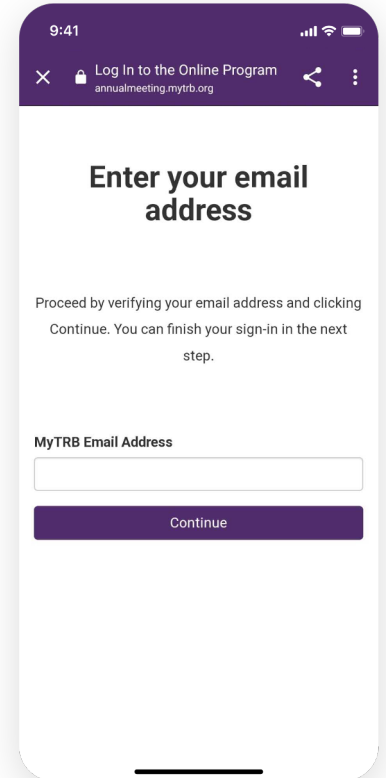 9:41
Log In to the Online Program
annualmeeting.mytrb.org
Enter your email
address
Proceed by verifying your email address and clicking
Continue. You can finish your sign-in in the next
step.
MyTRB Email Address
Continue